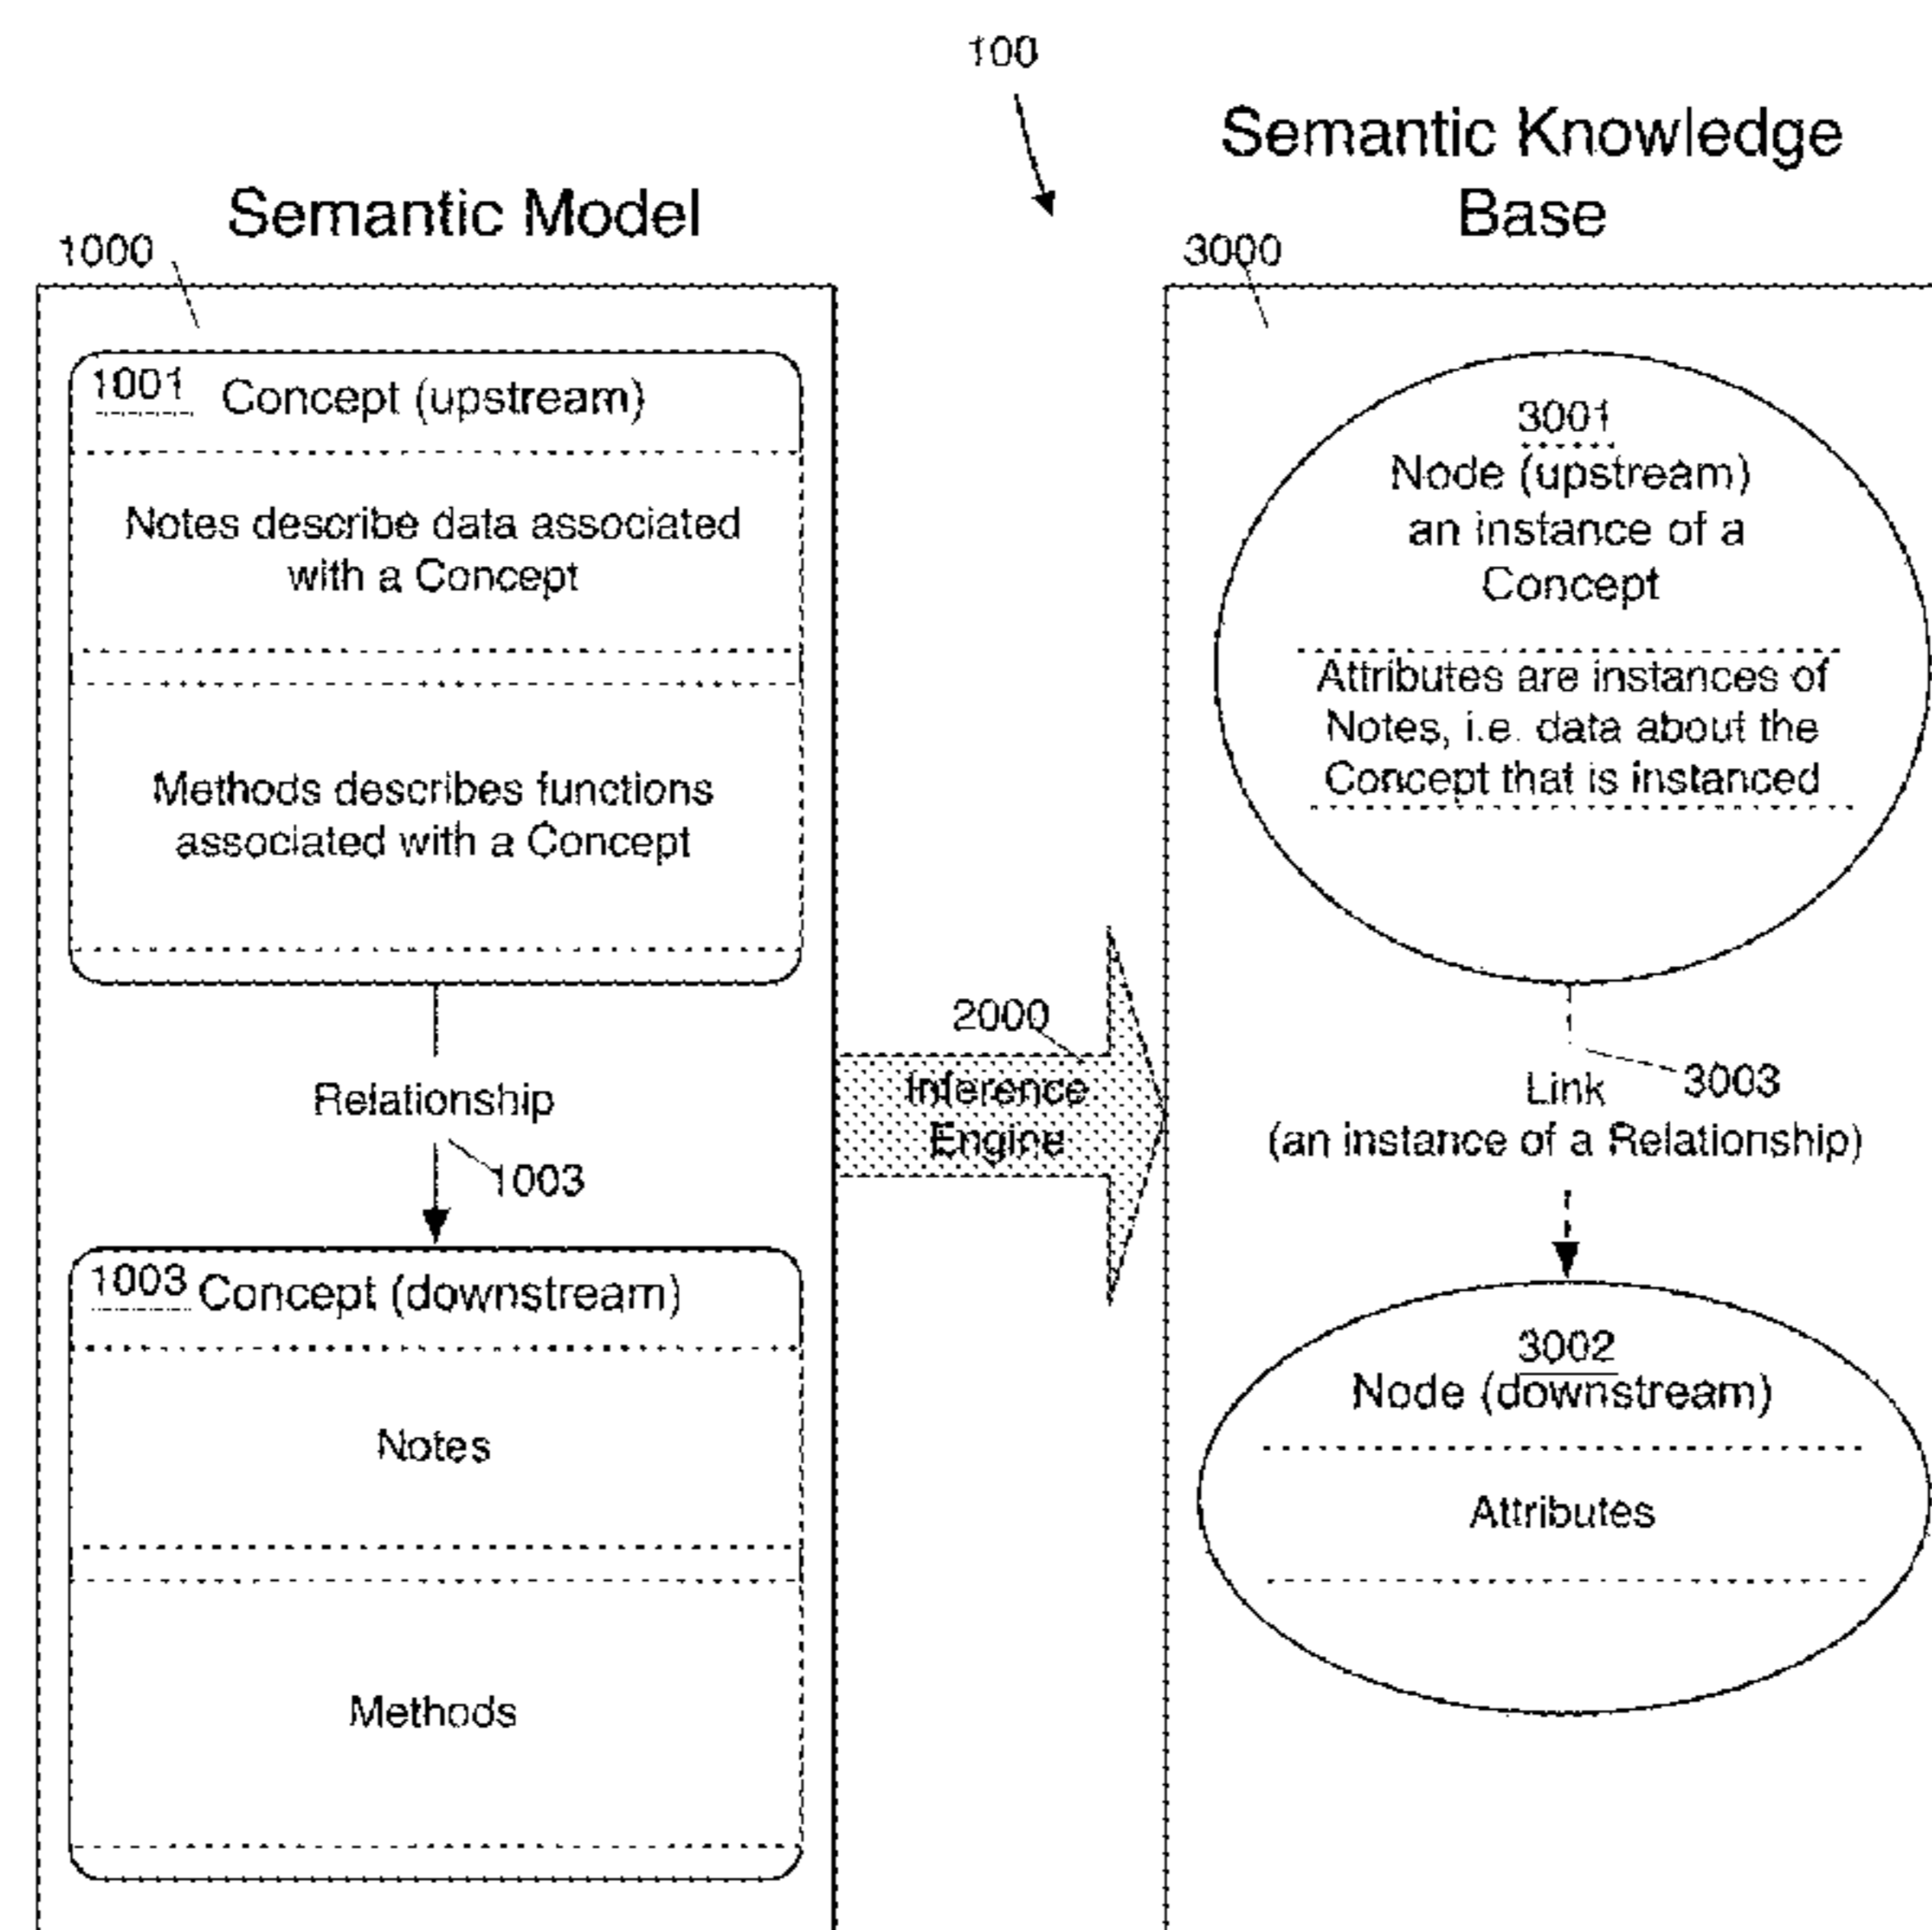 100
Semantic Model
1000
1001
Concept (upstream)
Notes describe data associated
with a Concept
Methods describes functions
associated with a Concept
Relationship
1003
1003
Concept (downstream)
Notes
Methods
2000
Inference
Engine
Semantic Knowledge
Base
3000
3001
Node (upstream)
an instance of a
Concept
Attributes are instances of
Notes, i.e. data about the
Concept that is instanced
3003
Link
(an instance of a Relationship)
3002
Node (downstream)
Attributes